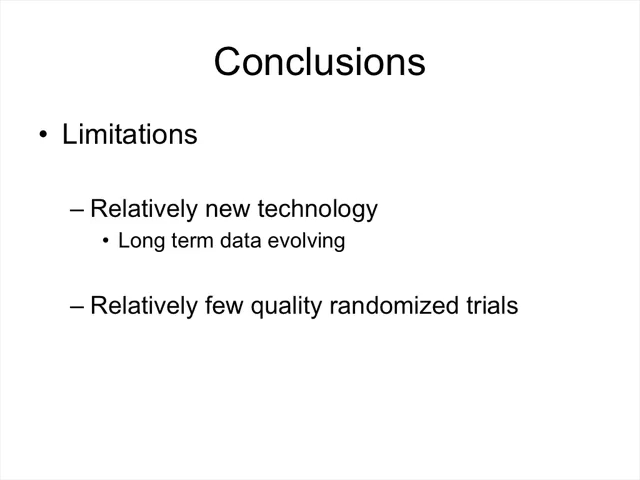 Conclusions
• Limitations
– Relatively new technology
• Long term data evolving
– Relatively few quality randomized trials